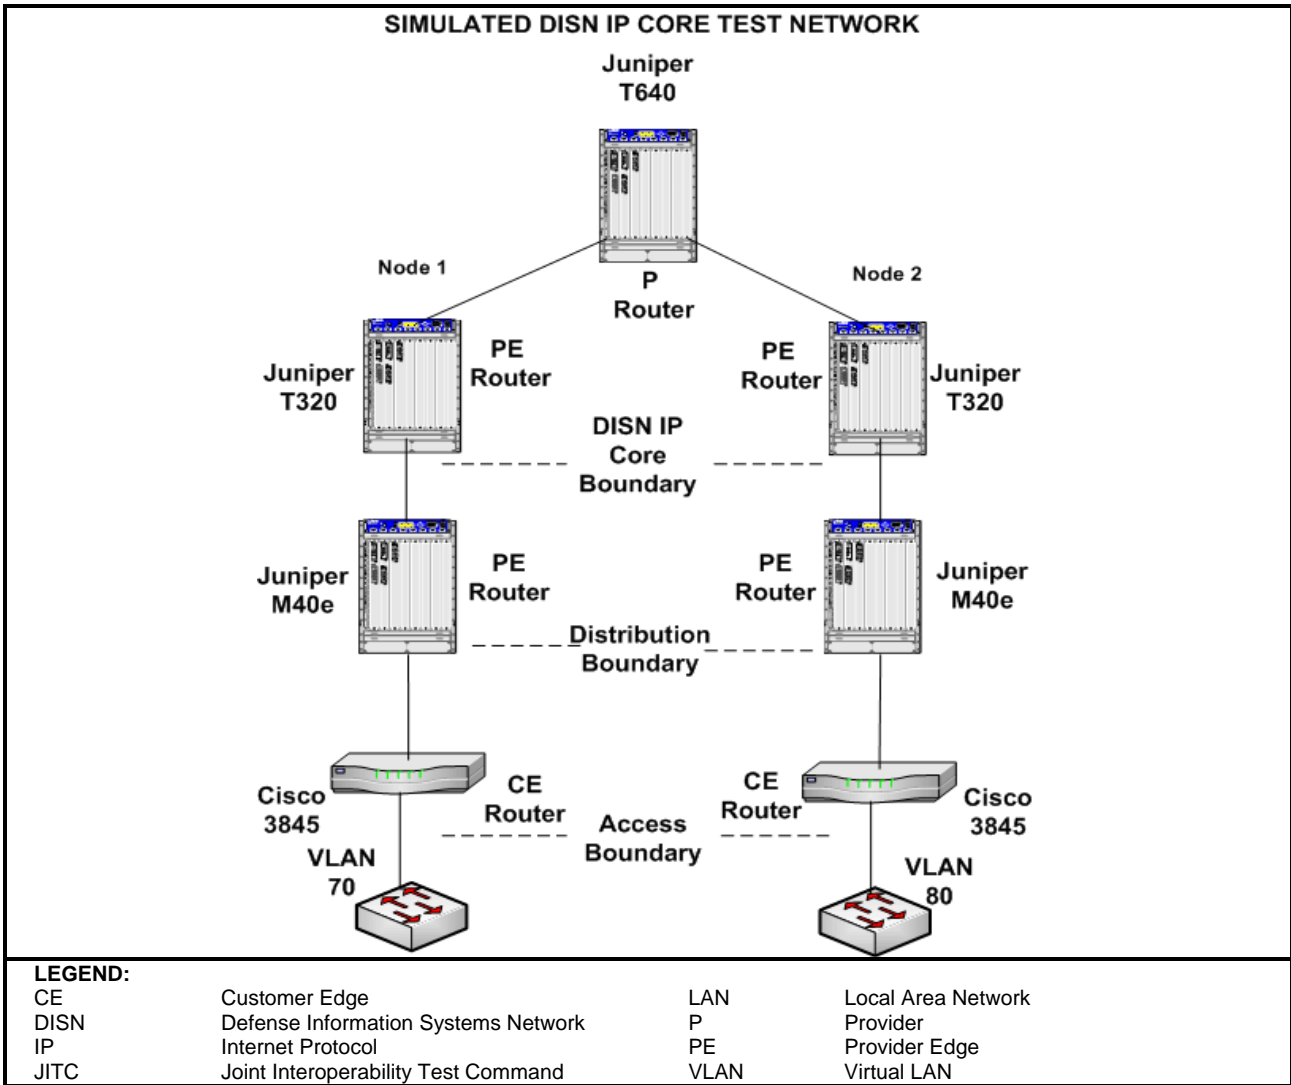 SIMULATED DISN IP CORE TEST NETWORK
Juniper
T640
P
Router
Node 1
Node 2
Juniper
T320
PE
Router
PE
Router
Juniper
T320
DISN IP
Core
Boundary
Juniper
M40e
PE
Router
PE
Router
Juniper
M40e
Distribution
Boundary
Cisco
3845
CE
Router
CE
Router
Cisco
3845
Access
Boundary
VLAN
70
VLAN
80
LEGEND:
CE Customer Edge LAN Local Area Network
DISN Defense Information Systems Network P Provider
IP Internet Protocol PE Provider Edge
JITC Joint Interoperability Test Command VLAN Virtual LAN